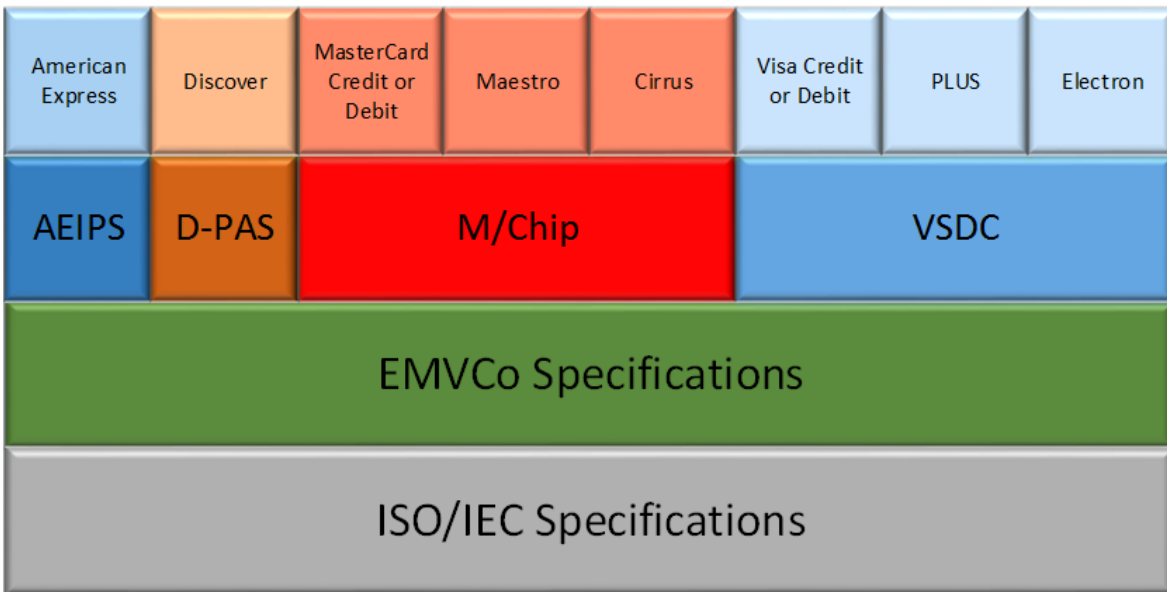 American
Express
Discover
MasterCard
Credit or
Debit
Maestro
Cirrus
Visa Credit
or Debit
PLUS
Electron
AEIPS
D-PAS
M/Chip
VSDC
EMVCo Specifications
ISO/IEC Specifications